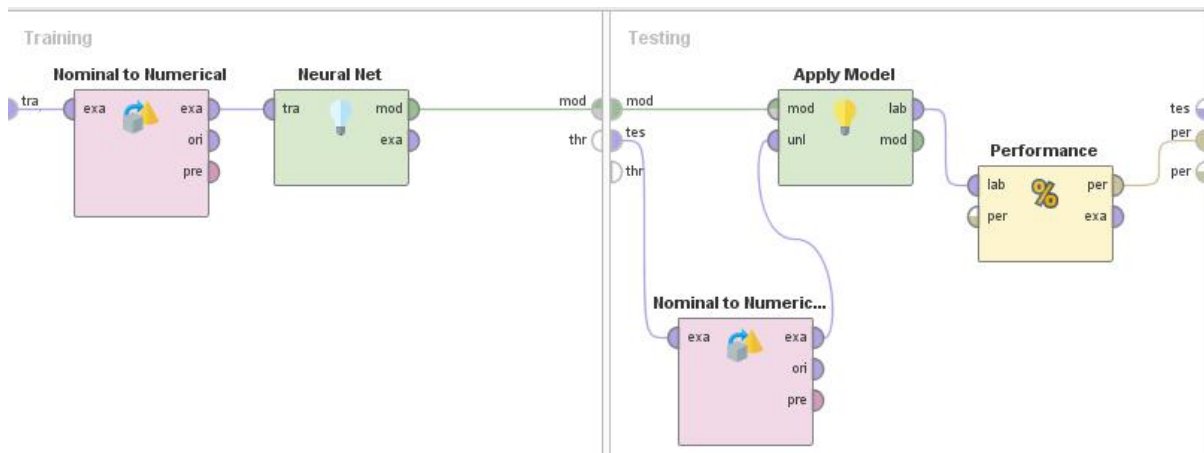 Training
Nominal to Numerical
Neural Net
tra
exa
exa
ori
pre
tra
mod
exa
mod
thr
Testing
mod
tes
thr
Apply Model
mod
lab
unl
mod
Performance
lab
per
per
exa
tes
per
per
Nominal to Numeric...
exa
exa
ori
pre